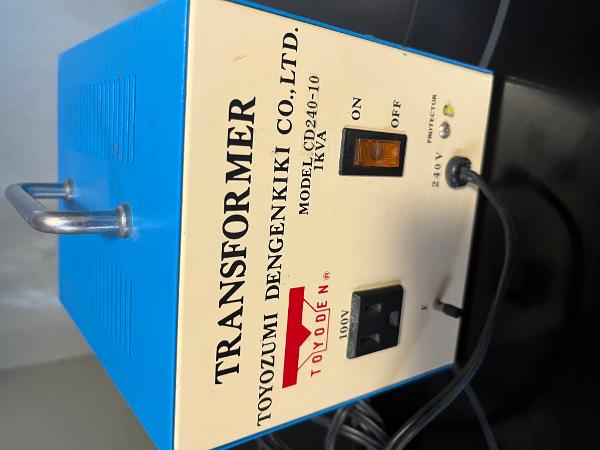 TRANSFORMER
TOYOZUMI DENGENKIKI CO.,LTD.
MODEL CD240-10
1KVA
TOYODEN®
100V
ON
OFF
E
240V
PROTECTOR